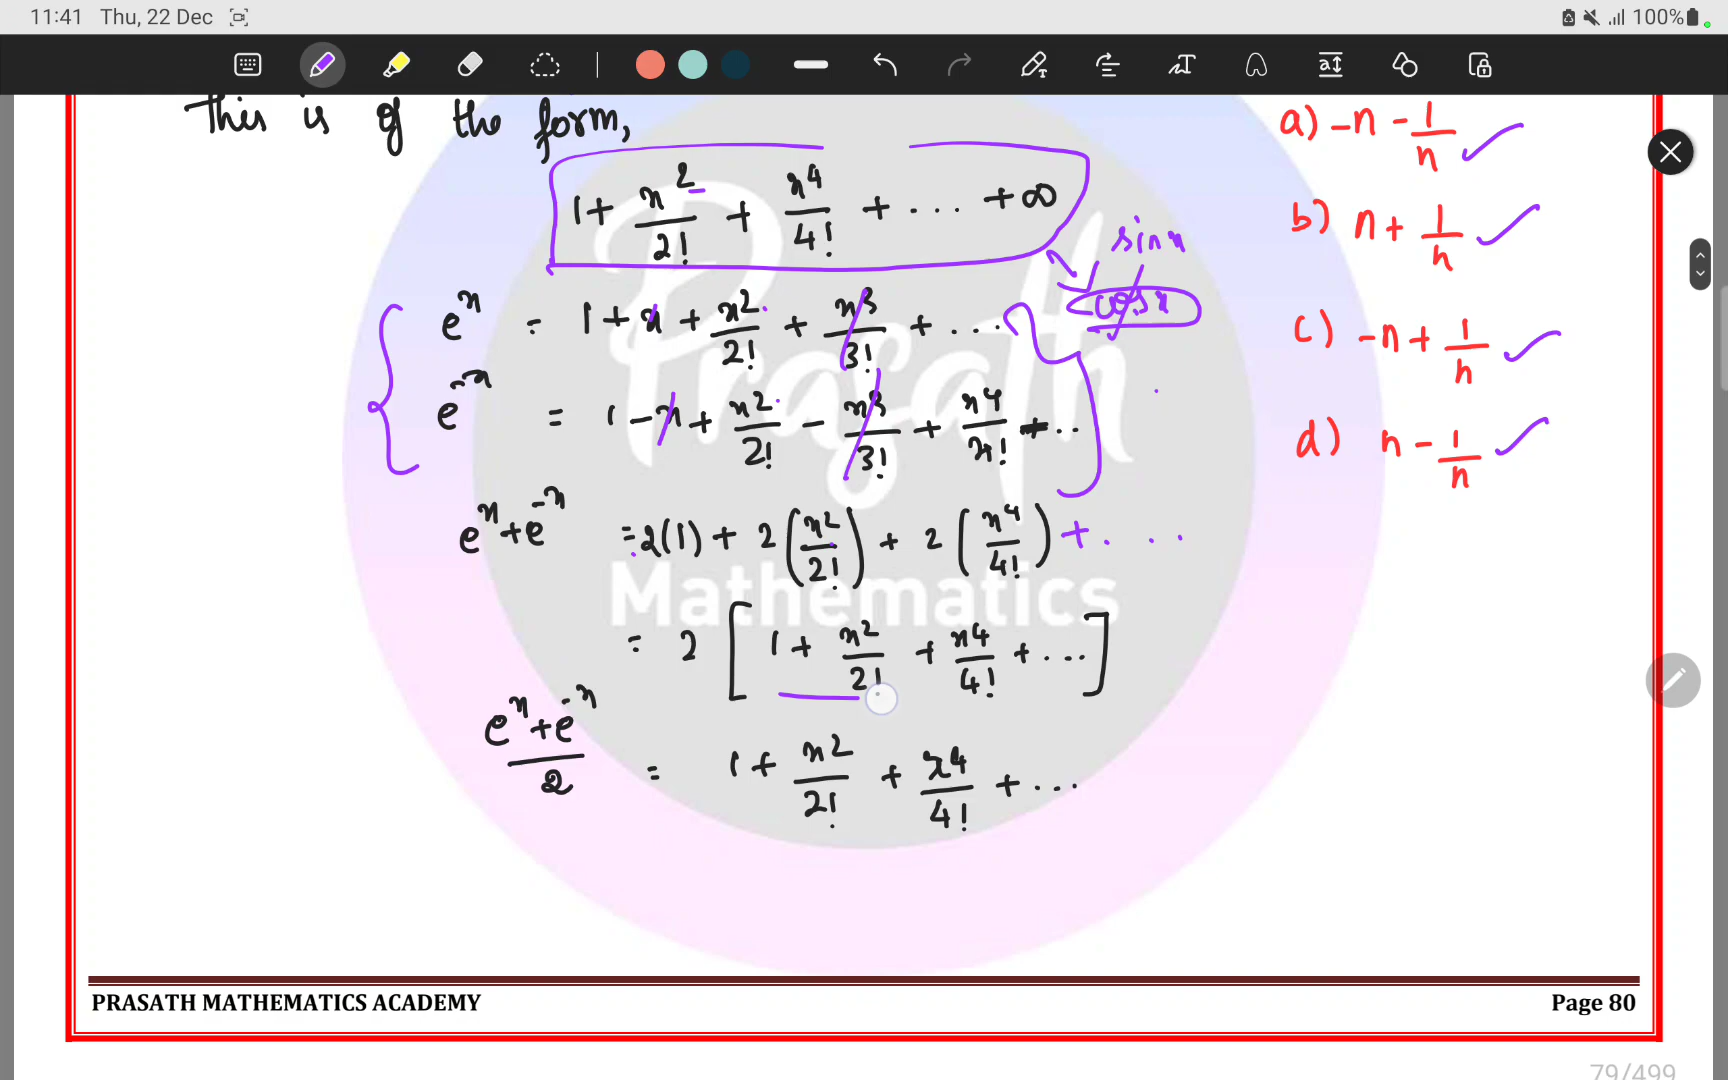 11:41 Thu, 22 Dec 100%
This is of the form,
1 + x²/2! + x⁴/4! + ... + ∞
sin x
cos x
eˣ = 1 + x + x²/2! + x³/3! + ...
e⁻ˣ = 1 - x + x²/2! - x³/3! + x⁴/4! + ...
eˣ + e⁻ˣ = 2(1) + 2(x²/2!) + 2(x⁴/4!) + ...
= 2[1 + x²/2! + x⁴/4! + ...]
(eˣ + e⁻ˣ)/2 = 1 + x²/2! + x⁴/4! + ...
a) -n - 1/n ✓
b) n + 1/n ✓
c) -n + 1/n ✓
d) n - 1/n ✓
Prasath
Mathematics
PRASATH MATHEMATICS ACADEMY Page 80
79/499